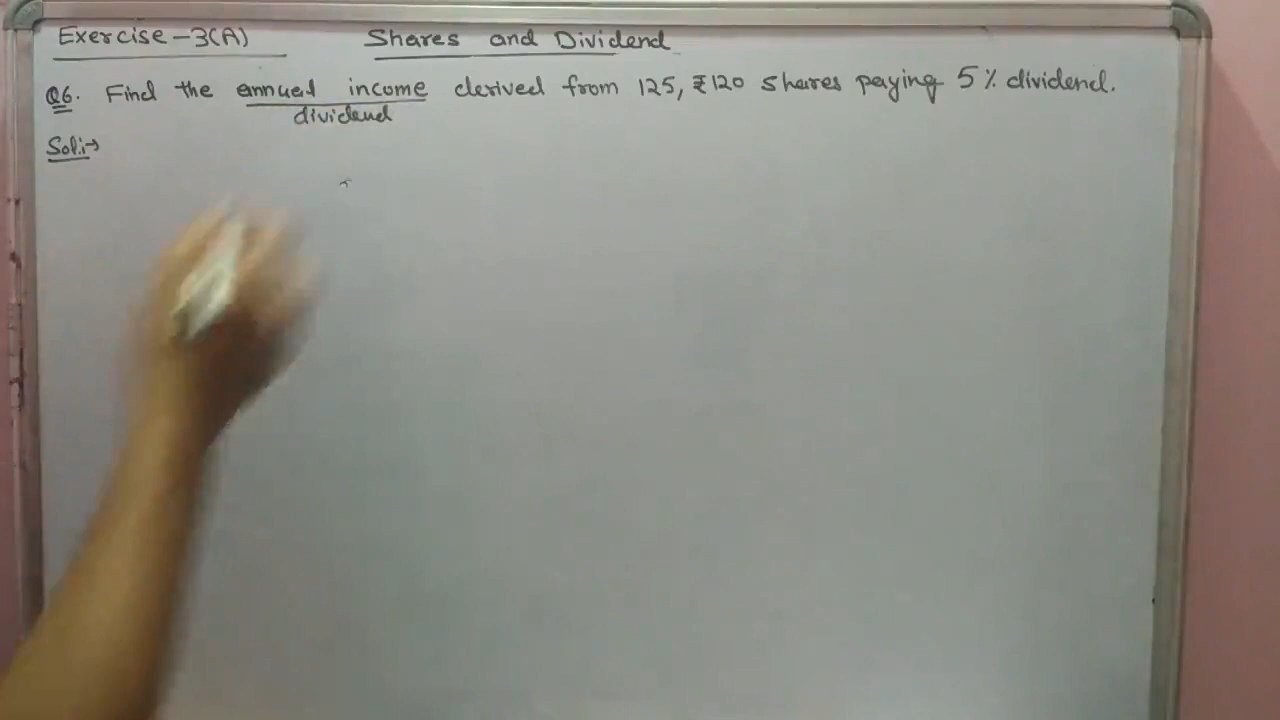 Exercise-3(A) Shares and Dividend
Q6. Find the annual income derived from 125, ₹120 shares paying 5% dividend.
dividend
Sol:→